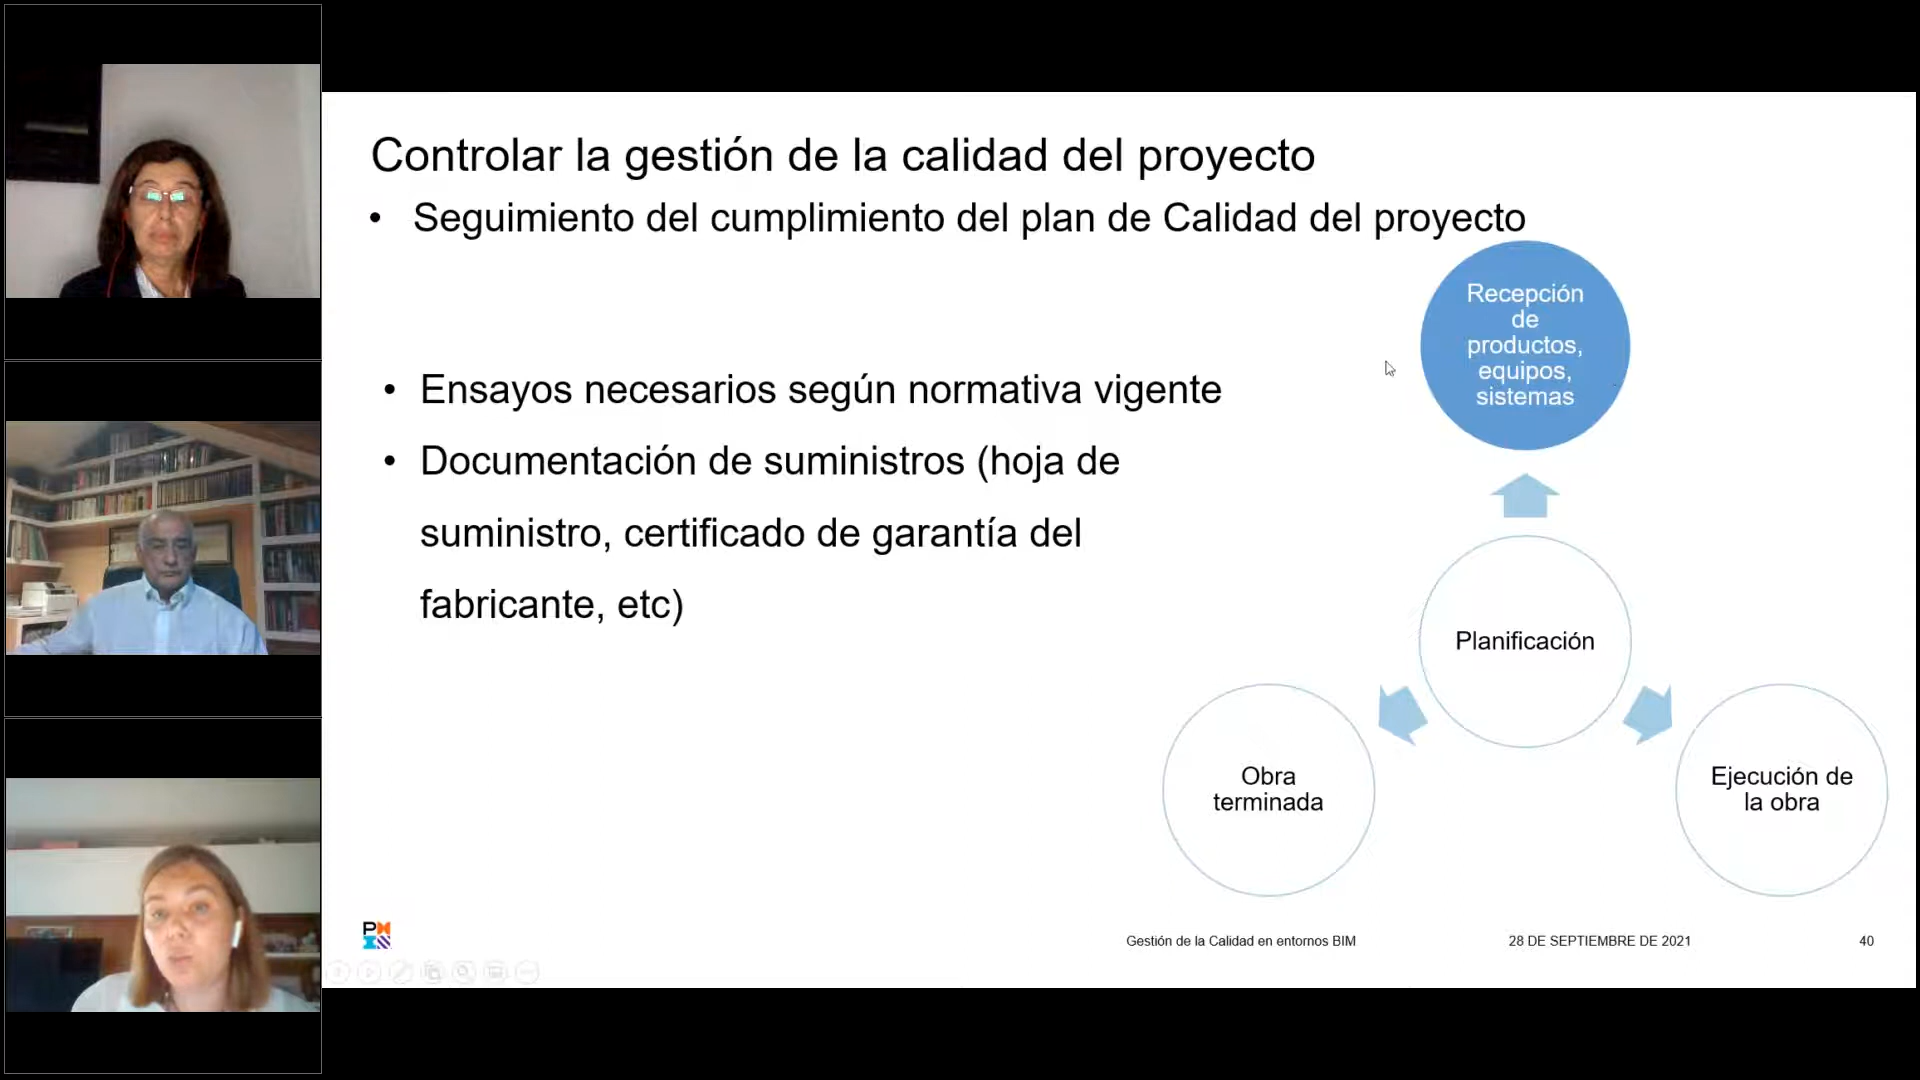 Controlar la gestión de la calidad del proyecto
• Seguimiento del cumplimiento del plan de Calidad del proyecto
• Ensayos necesarios según normativa vigente
• Documentación de suministros (hoja de
suministro, certificado de garantía del
fabricante, etc)
Recepción
de
productos,
equipos,
sistemas
Planificación
Obra
terminada
Ejecución de
la obra
Gestión de la Calidad en entornos BIM
28 DE SEPTIEMBRE DE 2021
40